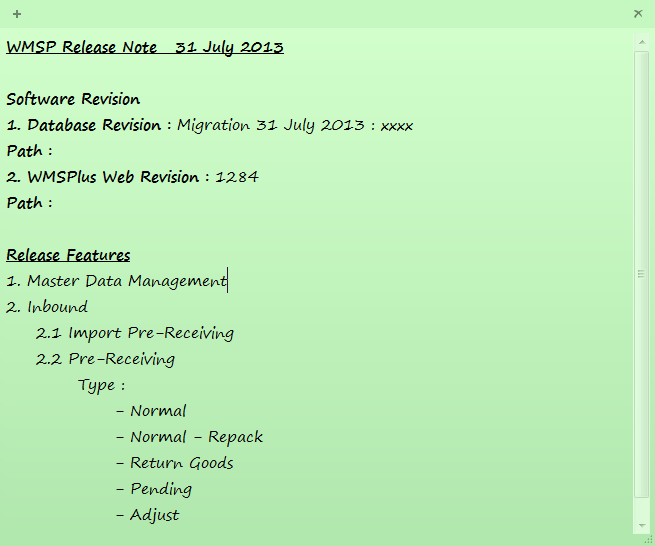 WMSP Release Note 31 July 2013
Software Revision
1. Database Revision : Migration 31 July 2013 : xxxx
Path :
2. WMSPlus Web Revision : 1284
Path :
Release Features
1. Master Data Management
2. Inbound
2.1 Import Pre-Receiving
2.2 Pre-Receiving
Type :
- Normal
- Normal - Repack
- Return Goods
- Pending
- Adjust